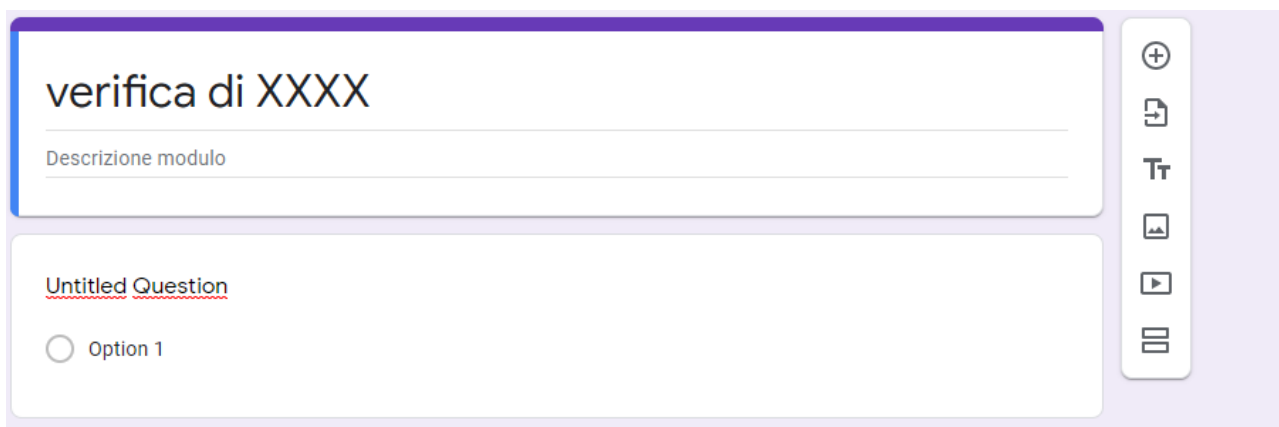 verifica di XXXX
Descrizione modulo
Untitled Question
Option 1